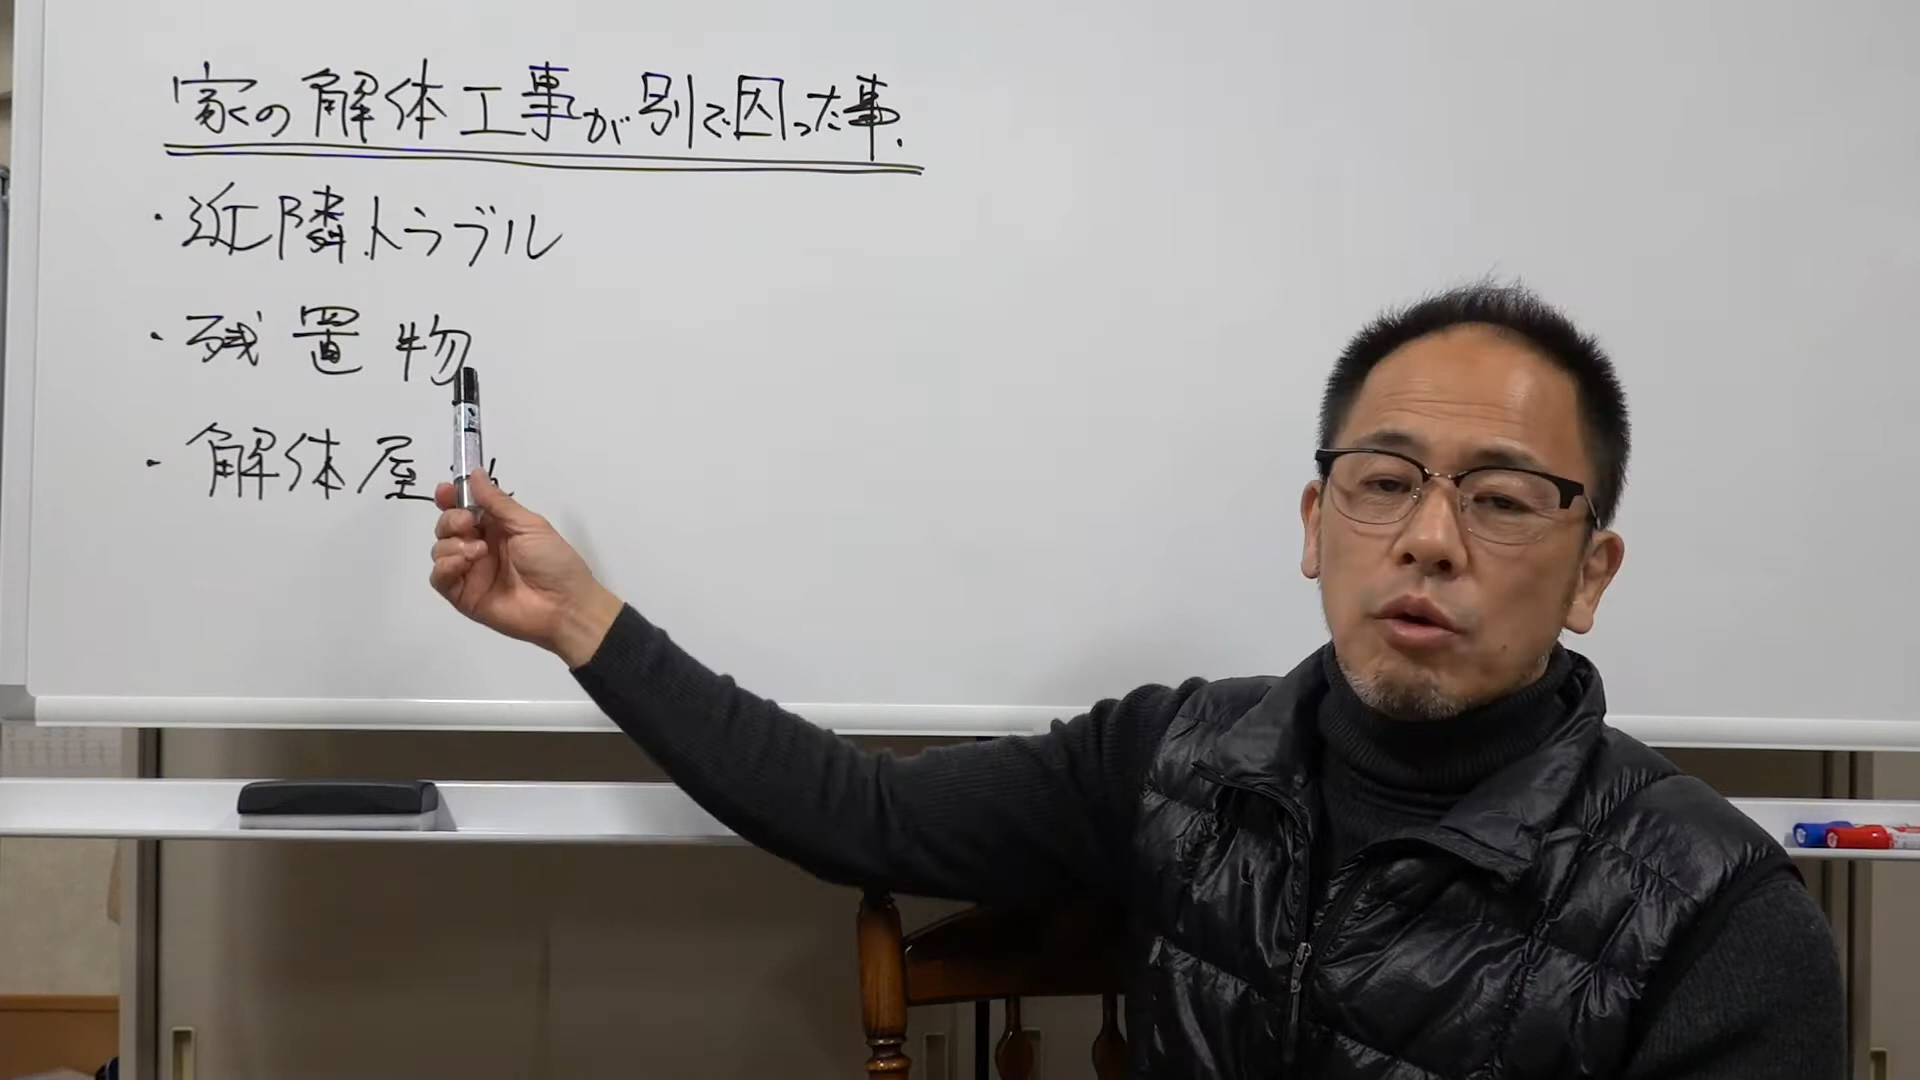 家の解体工事が別で困った事.
・近隣トラブル
・残置物
・解体屋